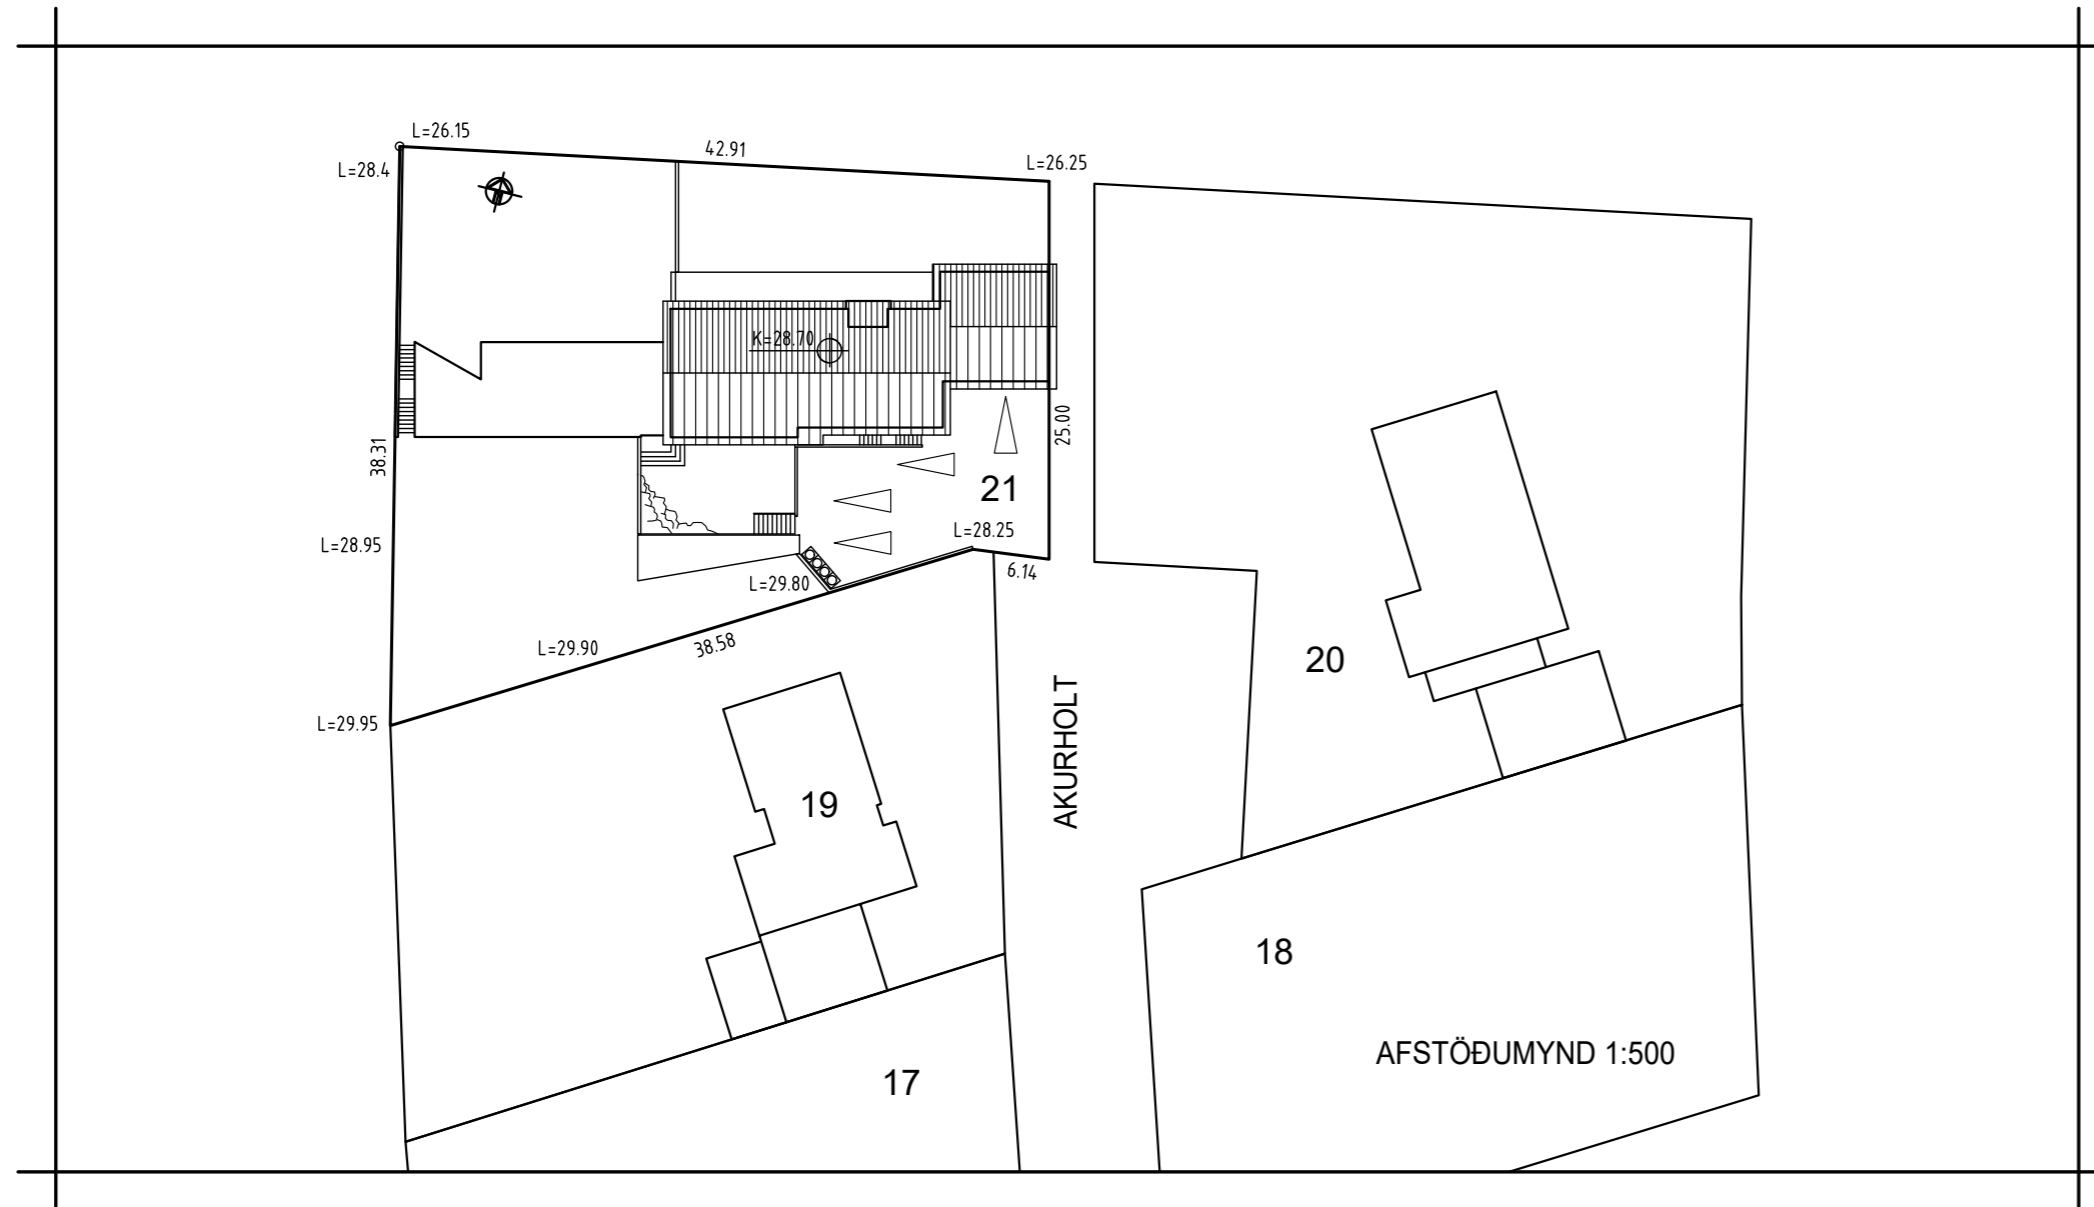 L=26.15
42.91
L=28.4
L=26.25
K=28.70
25.00
38.31
21
L=28.25
L=28.95
6.14
L=29.80
L=29.90
38.58
20
L=29.95
AKURHOLT
19
18
AFSTÖÐUMYND 1:500
17